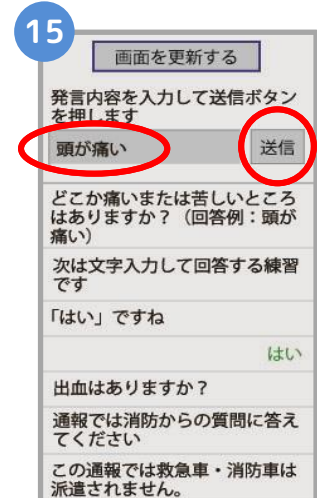 15
画面を更新する
発言内容を入力して送信ボタン
を押します
頭が痛い
送信
どこか痛いまたは苦しいところ
はありますか？（回答例：頭が
痛い）
次は文字入力して回答する練習
です
「はい」ですね
はい
出血はありますか？
通報では消防からの質問に答え
てください
この通報では救急車・消防車は
派遣されません。